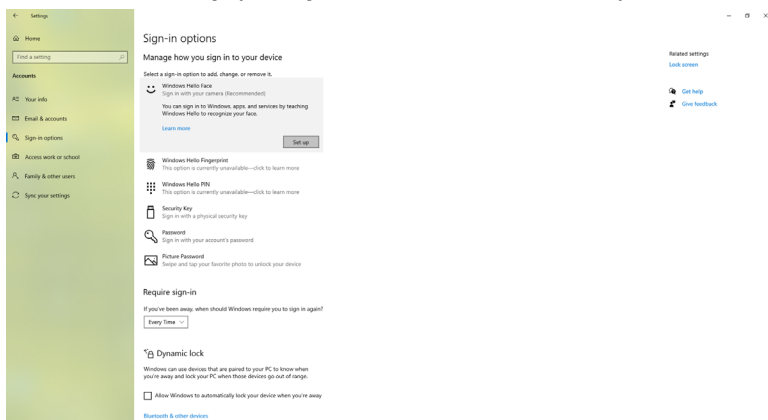 Settings
Home
Find a setting
Accounts
Your info
Email & accounts
Sign-in options
Access work or school
Family & other users
Sync your settings
Sign-in options
Manage how you sign in to your device
Select a sign-in option to add, change, or remove it.
Windows Hello Face
Sign in with your camera (Recommended)
You can sign in to Windows, apps, and services by teaching
Windows Hello to recognize your face.
Learn more
Set up
Windows Hello Fingerprint
This option is currently unavailable—click to learn more
Windows Hello PIN
This option is currently unavailable—click to learn more
Security Key
Sign in with a physical security key
Password
Sign in with your account's password
Picture Password
Swipe and tap your favorite photo to unlock your device
Require sign-in
If you've been away, when should Windows require you to sign in again?
Every Time
Dynamic lock
Windows can use devices that are paired to your PC to know when
you're away and lock your PC when those devices go out of range.
Allow Windows to automatically lock your device when you're away
Bluetooth & other devices
Related settings
Lock screen
Get help
Give feedback